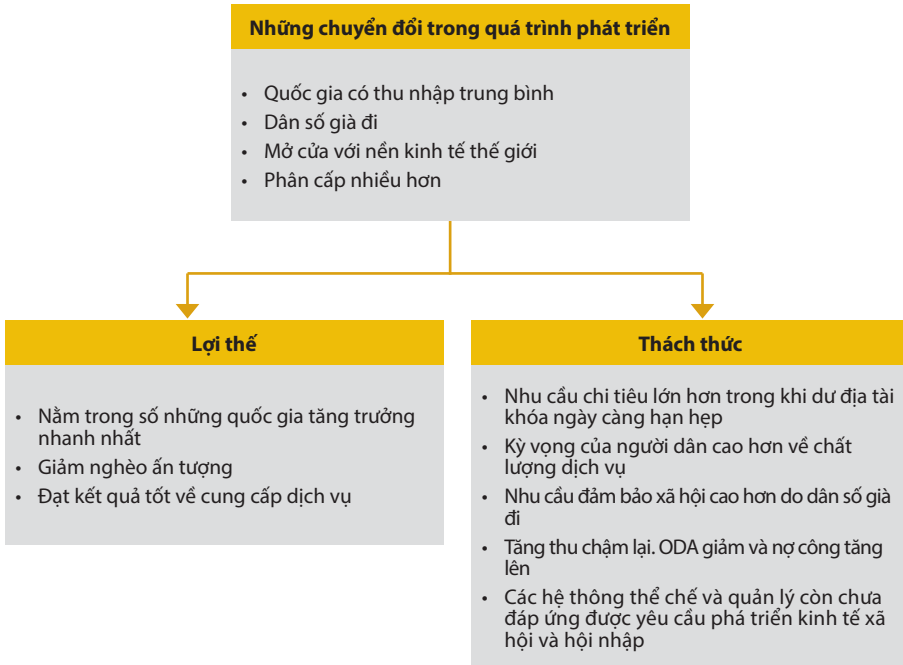 Những chuyển đổi trong quá trình phát triển
• Quốc gia có thu nhập trung bình
• Dân số già đi
• Mở cửa với nền kinh tế thế giới
• Phân cấp nhiều hơn
Lợi thế
• Nằm trong số những quốc gia tăng trưởng
nhanh nhất
• Giảm nghèo ấn tượng
• Đạt kết quả tốt về cung cấp dịch vụ
Thách thức
• Nhu cầu chi tiêu lớn hơn trong khi dư địa tài
khóa ngày càng hạn hẹp
• Kỳ vọng của người dân cao hơn về chất
lượng dịch vụ
• Nhu cầu đảm bảo xã hội cao hơn do dân số già
đi
• Tăng thu chậm lại. ODA giảm và nợ công tăng
lên
• Các hệ thông thể chế và quản lý còn chưa
đáp ứng được yêu cầu phá triển kinh tế xã
hội và hội nhập